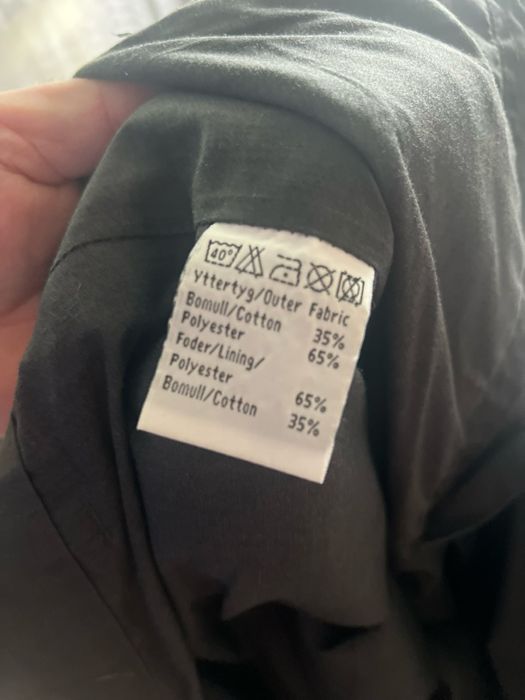 40°
Yttertyg/Outer Fabric
Bomull/Cotton 35%
Polyester 65%
Foder/Lining/
Polyester 65%
Bomull/Cotton 35%